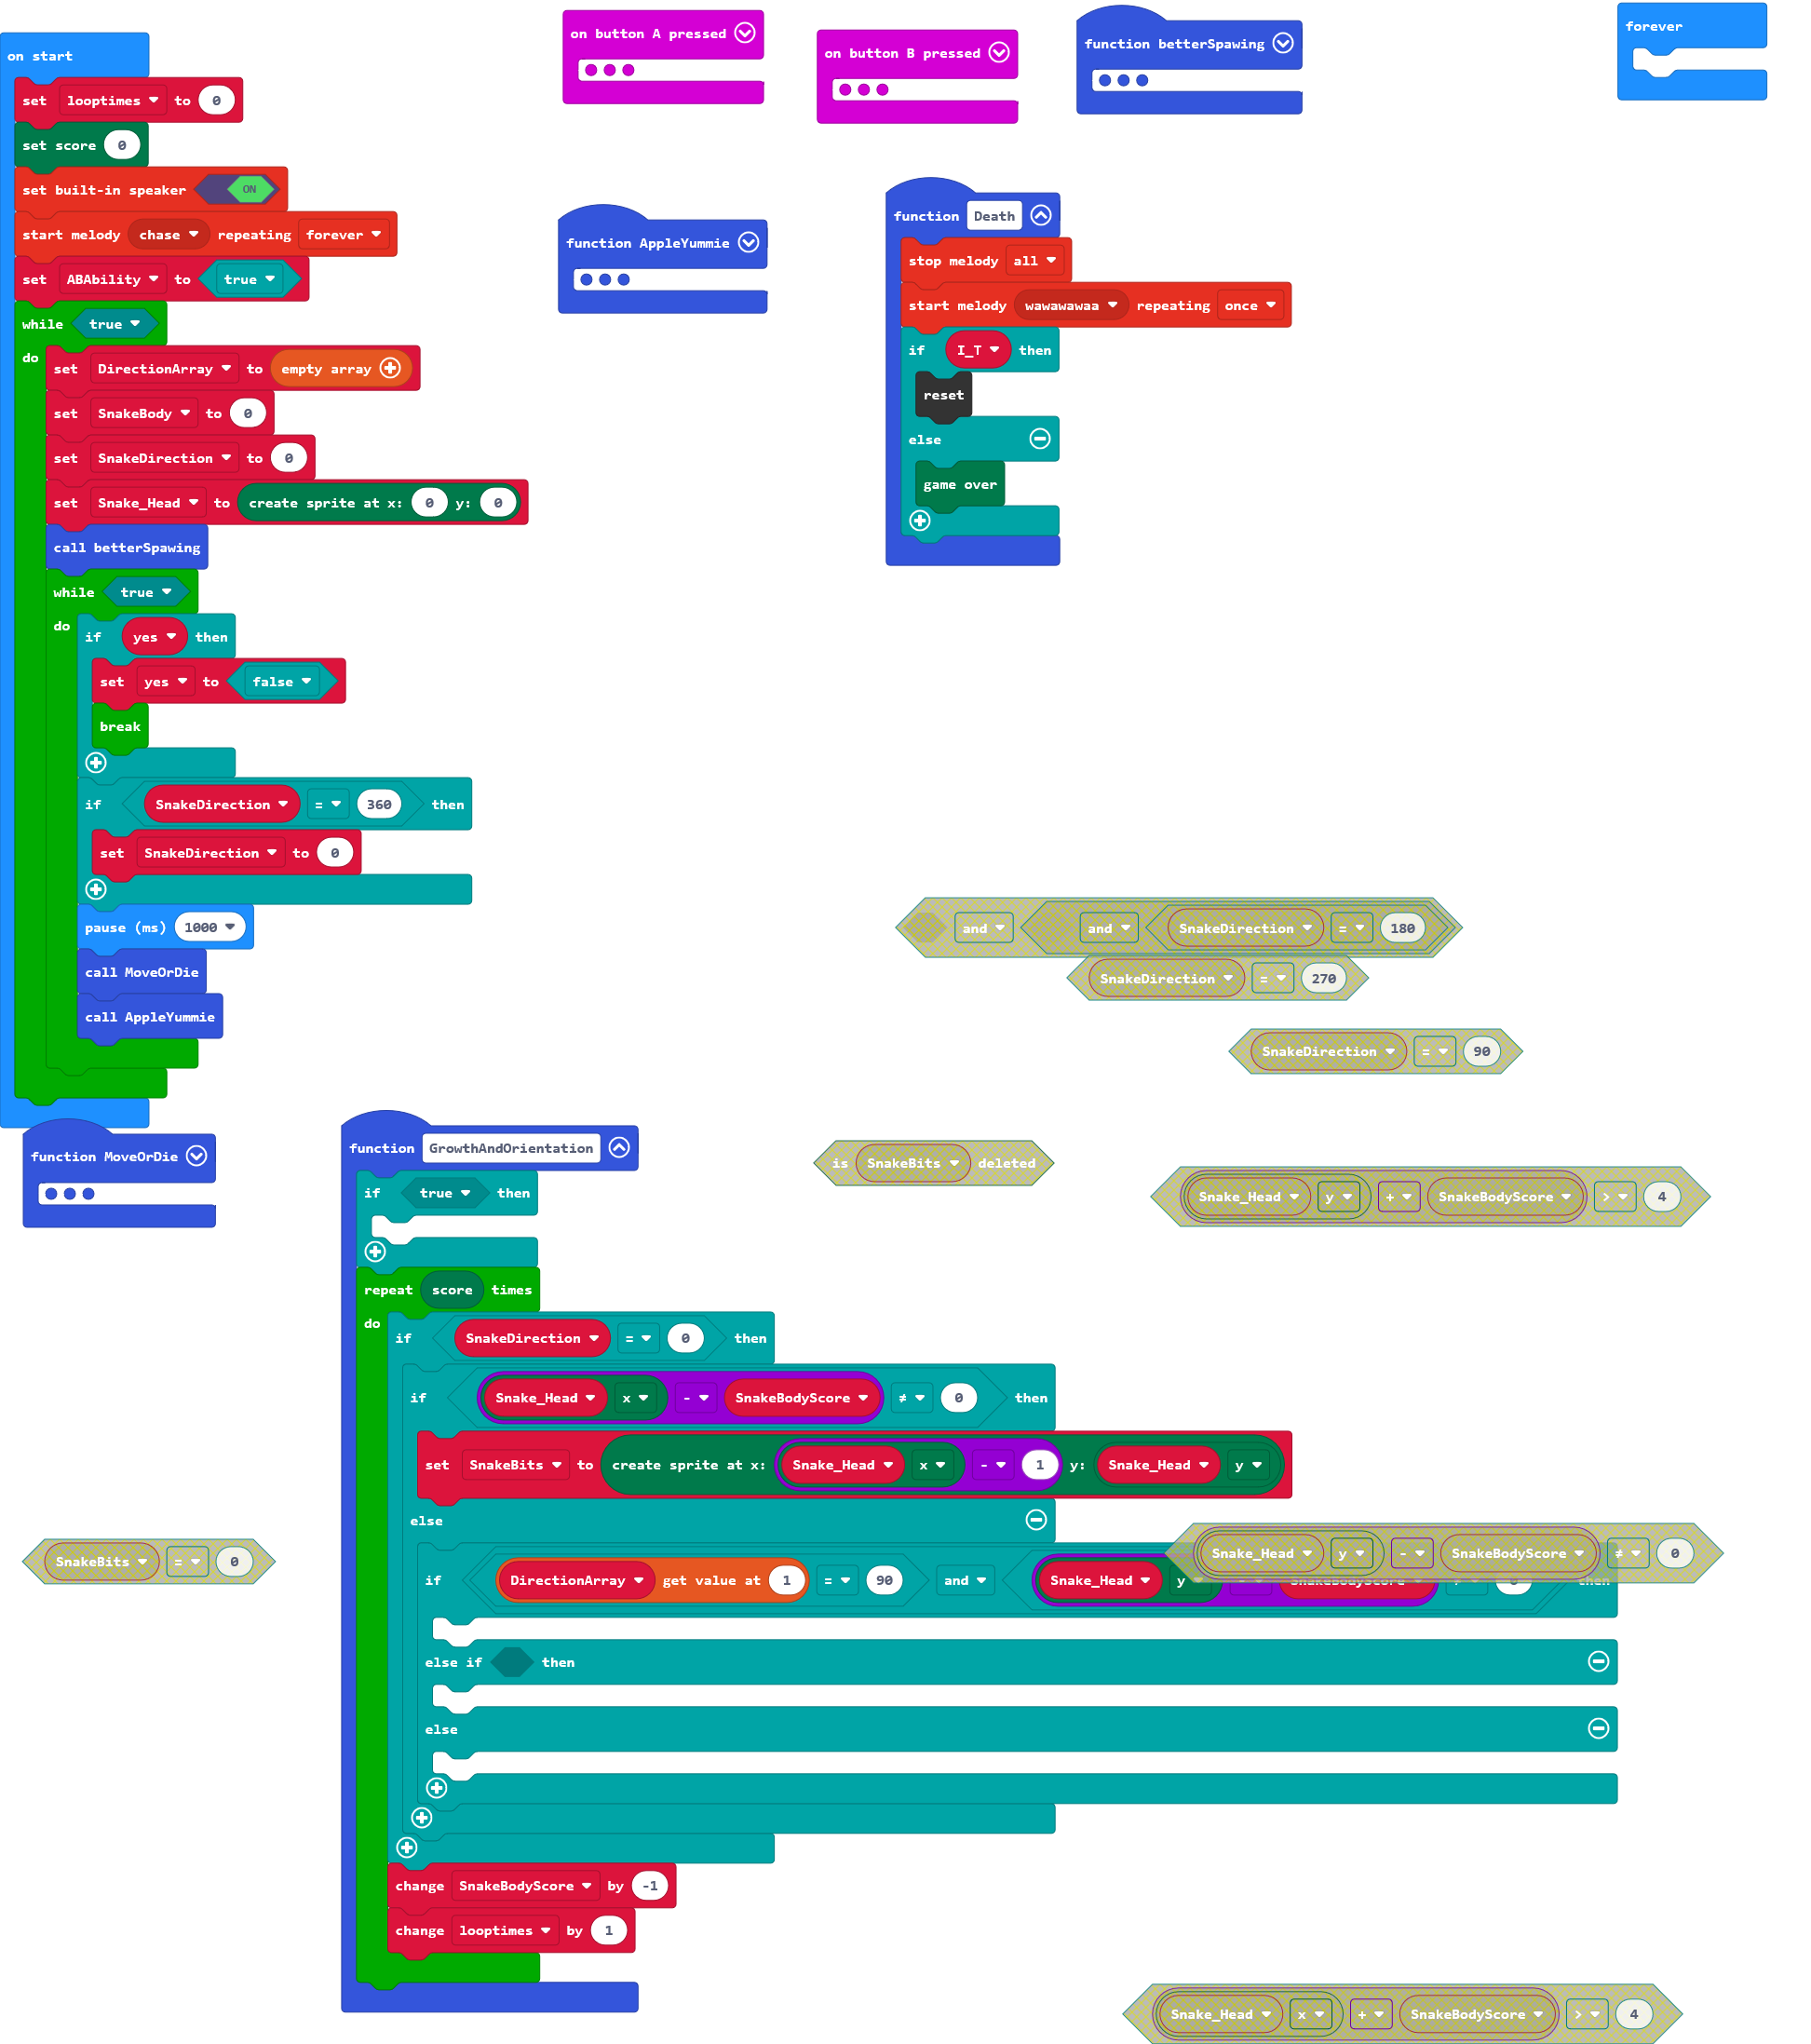 on start
set looptimes to 0
set score 0
set built-in speaker ON
start melody chase repeating forever
set ABAbility to true
while true
do
set DirectionArray to empty array
set SnakeBody to 0
set SnakeDirection to 0
set Snake_Head to create sprite at x: 0 y: 0
call betterSpawing
while true
do
if yes then
set yes to false
break
if SnakeDirection = 360 then
set SnakeDirection to 0
pause (ms) 1000
call MoveOrDie
call AppleYummie
on button A pressed
on button B pressed
function betterSpawing
forever
function AppleYummie
function Death
stop melody all
start melody wawawawaa repeating once
if I_T then
reset
else
game over
and and SnakeDirection = 180
SnakeDirection = 270
SnakeDirection = 90
function MoveOrDie
function GrowthAndOrientation
if true then
repeat score times
do
if SnakeDirection = 0 then
if Snake_Head x - SnakeBodyScore ≠ 0 then
set SnakeBits to create sprite at x: Snake_Head x - 1 y: Snake_Head y
else
if DirectionArray get value at 1 = 90 and Snake_Head y
else if then
else
change SnakeBodyScore by -1
change looptimes by 1
is SnakeBits deleted
Snake_Head y + SnakeBodyScore > 4
Snake_Head y - SnakeBodyScore ≠ 0
SnakeBits = 0
Snake_Head x + SnakeBodyScore > 4